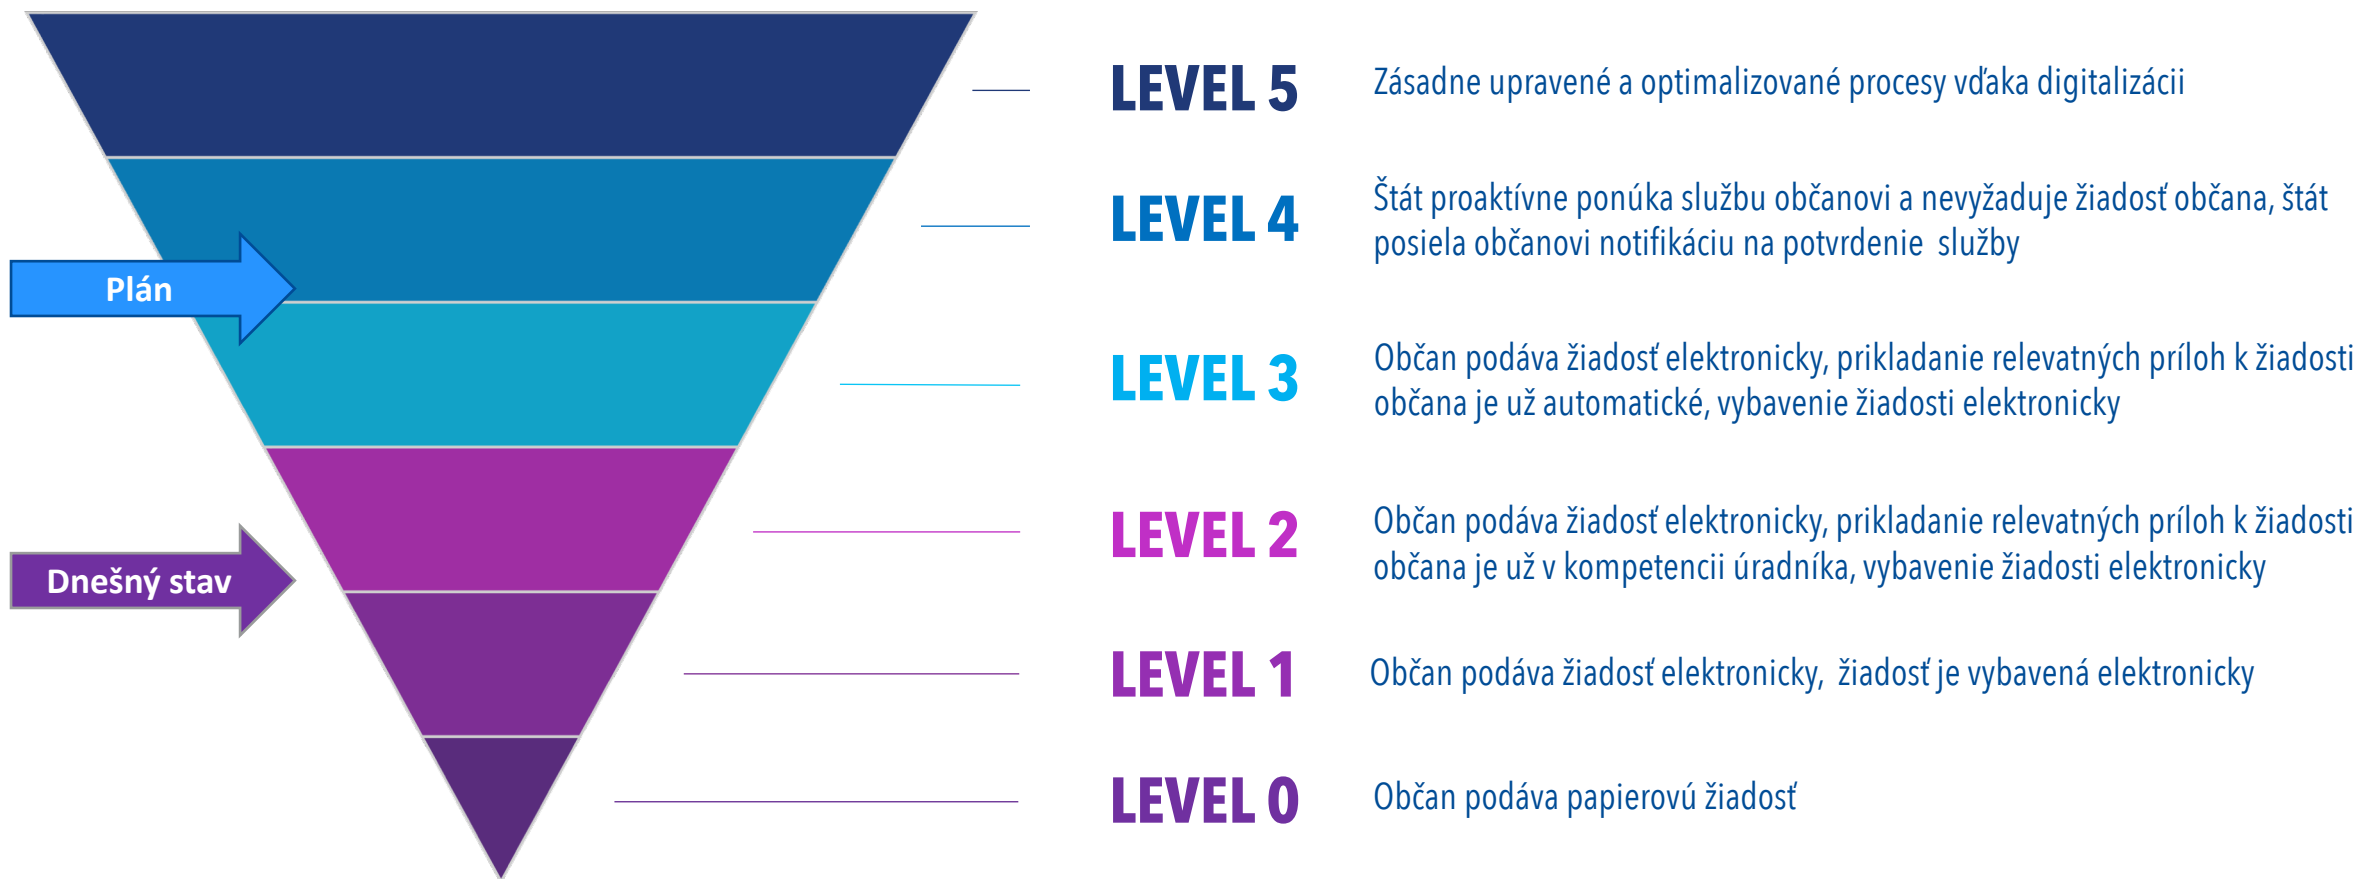 LEVEL 5
Zásadne upravené a optimalizované procesy vďaka digitalizácii
LEVEL 4
Štát proaktívne ponúka službu občanovi a nevyžaduje žiadosť občana, štát
posiela občanovi notifikáciu na potvrdenie  služby
Plán
LEVEL 3
Občan podáva žiadosť elektronicky, prikladanie relevatných príloh k žiadosti
občana je už automatické, vybavenie žiadosti elektronicky
LEVEL 2
Občan podáva žiadosť elektronicky, prikladanie relevatných príloh k žiadosti
občana je už v kompetencii úradníka, vybavenie žiadosti elektronicky
Dnešný stav
LEVEL 1
Občan podáva žiadosť elektronicky,  žiadosť je vybavená elektronicky
LEVEL 0
Občan podáva papierovú žiadosť